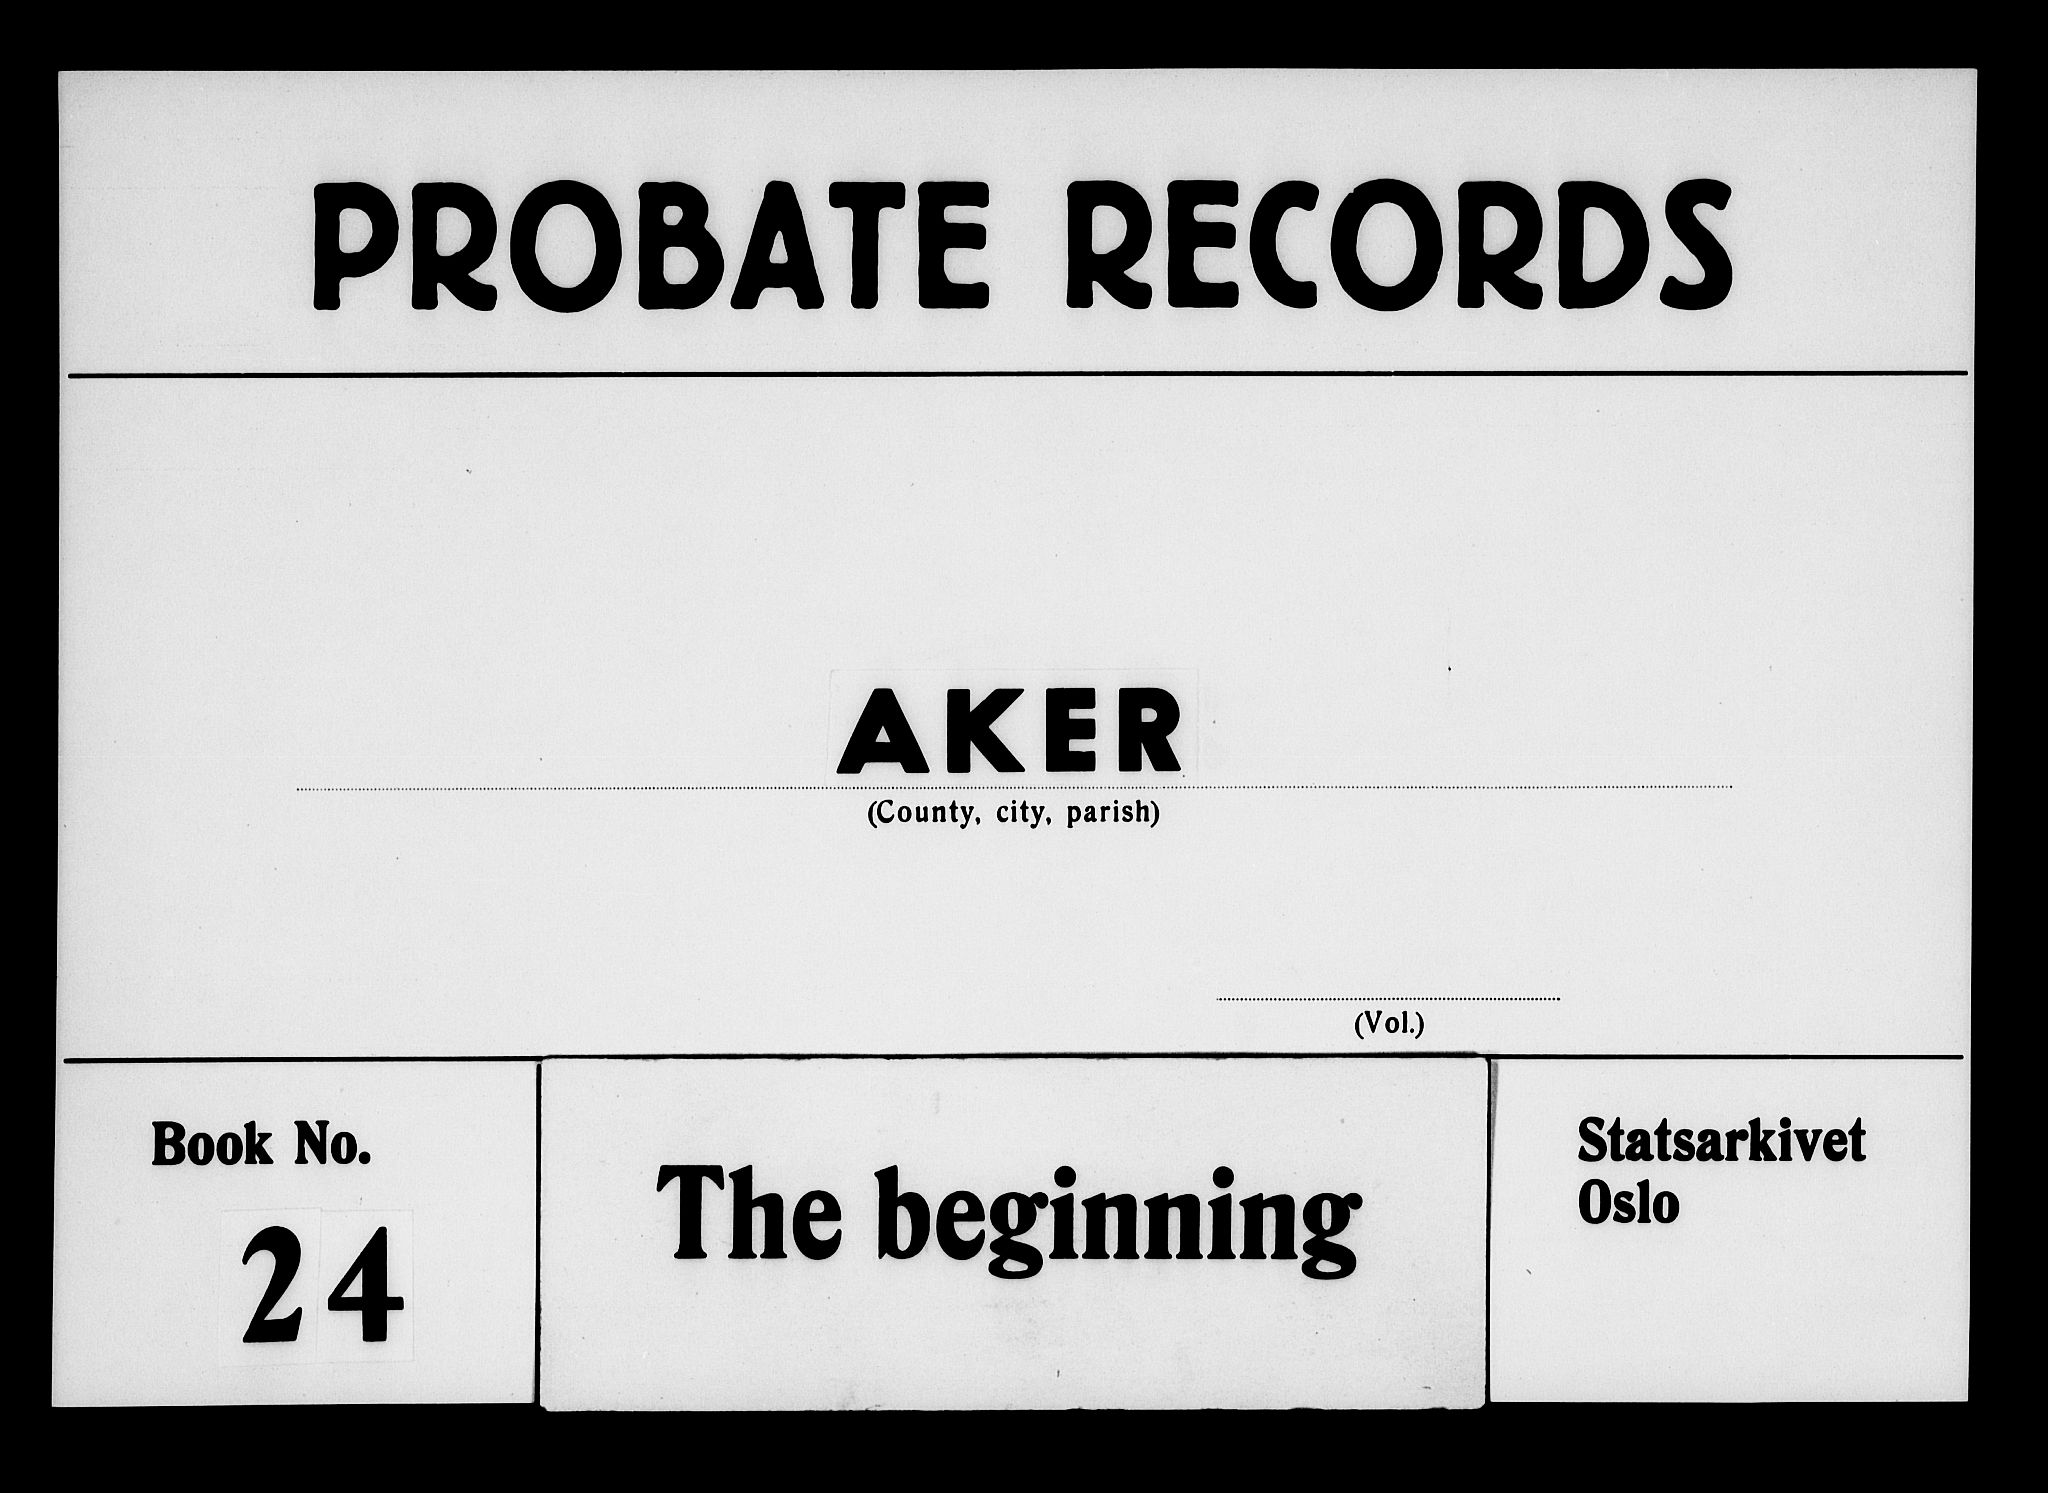 PROBATE RECORDS
AKER
(County, city, parish)
(Vol.)
Book No.
24
The beginning
Statsarkivet
Oslo